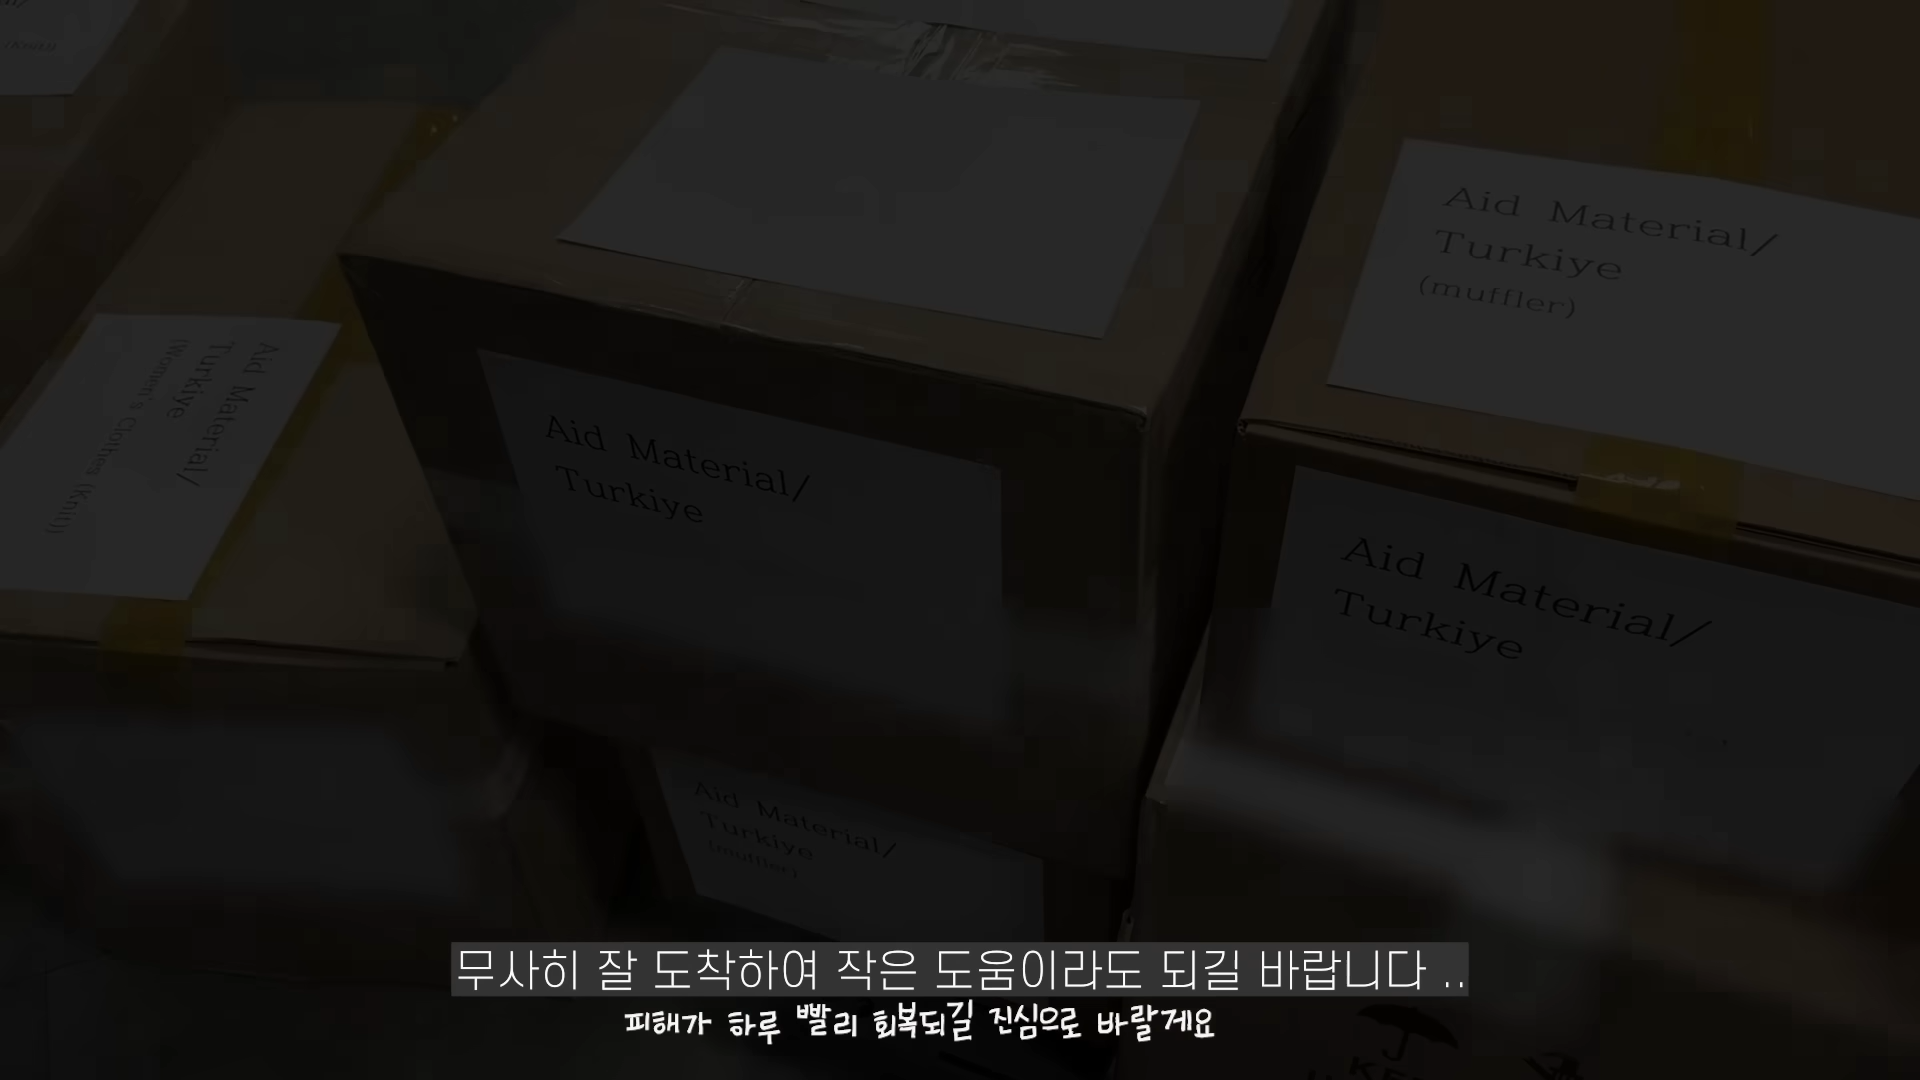 (Knit))
Aid Material/
Turkiye
(muffler)
Aid Material/
Turkiye
(Women's Clothes (Knit))
Aid Material/
Turkiye
Aid Material/
Turkiye
Aid Material/
Turkiye
(muffler)
무사히 잘 도착하여 작은 도움이라도 되길 바랍니다 ..
피해가 하루 빨리 회복되길 진심으로 바랄게요